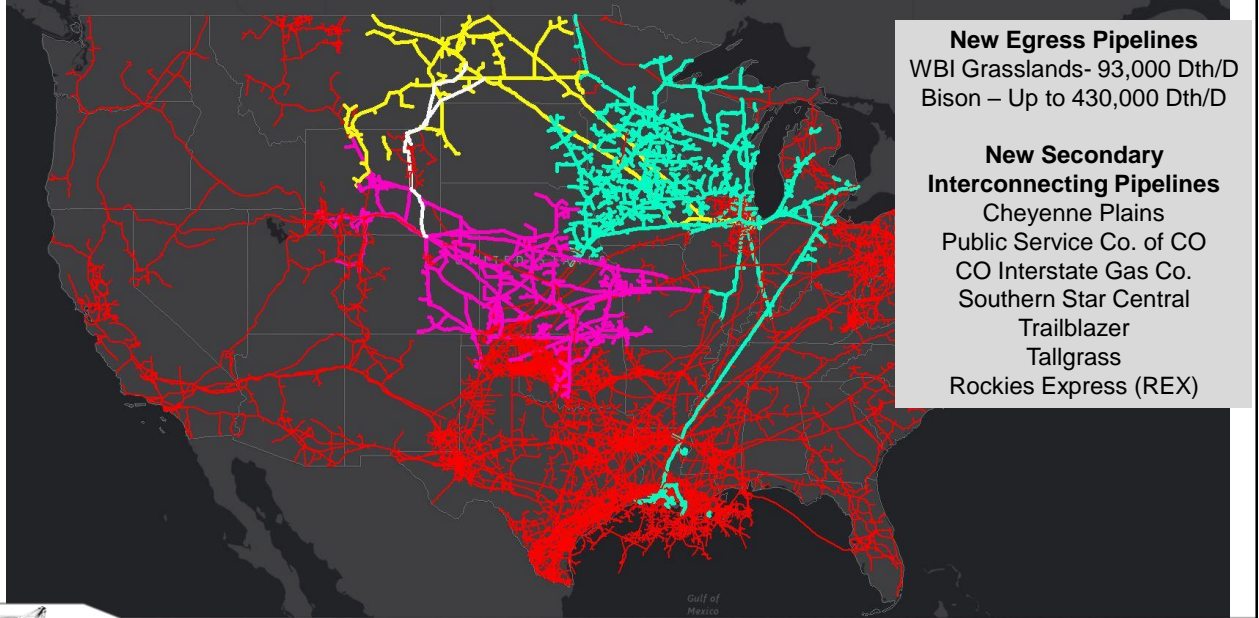 New Egress Pipelines
WBI Grasslands- 93,000 Dth/D
Bison – Up to 430,000 Dth/D
New Secondary
Interconnecting Pipelines
Cheyenne Plains
Public Service Co. of CO
CO Interstate Gas Co.
Southern Star Central
Trailblazer
Tallgrass
Rockies Express (REX)
Gulf of
Mexico